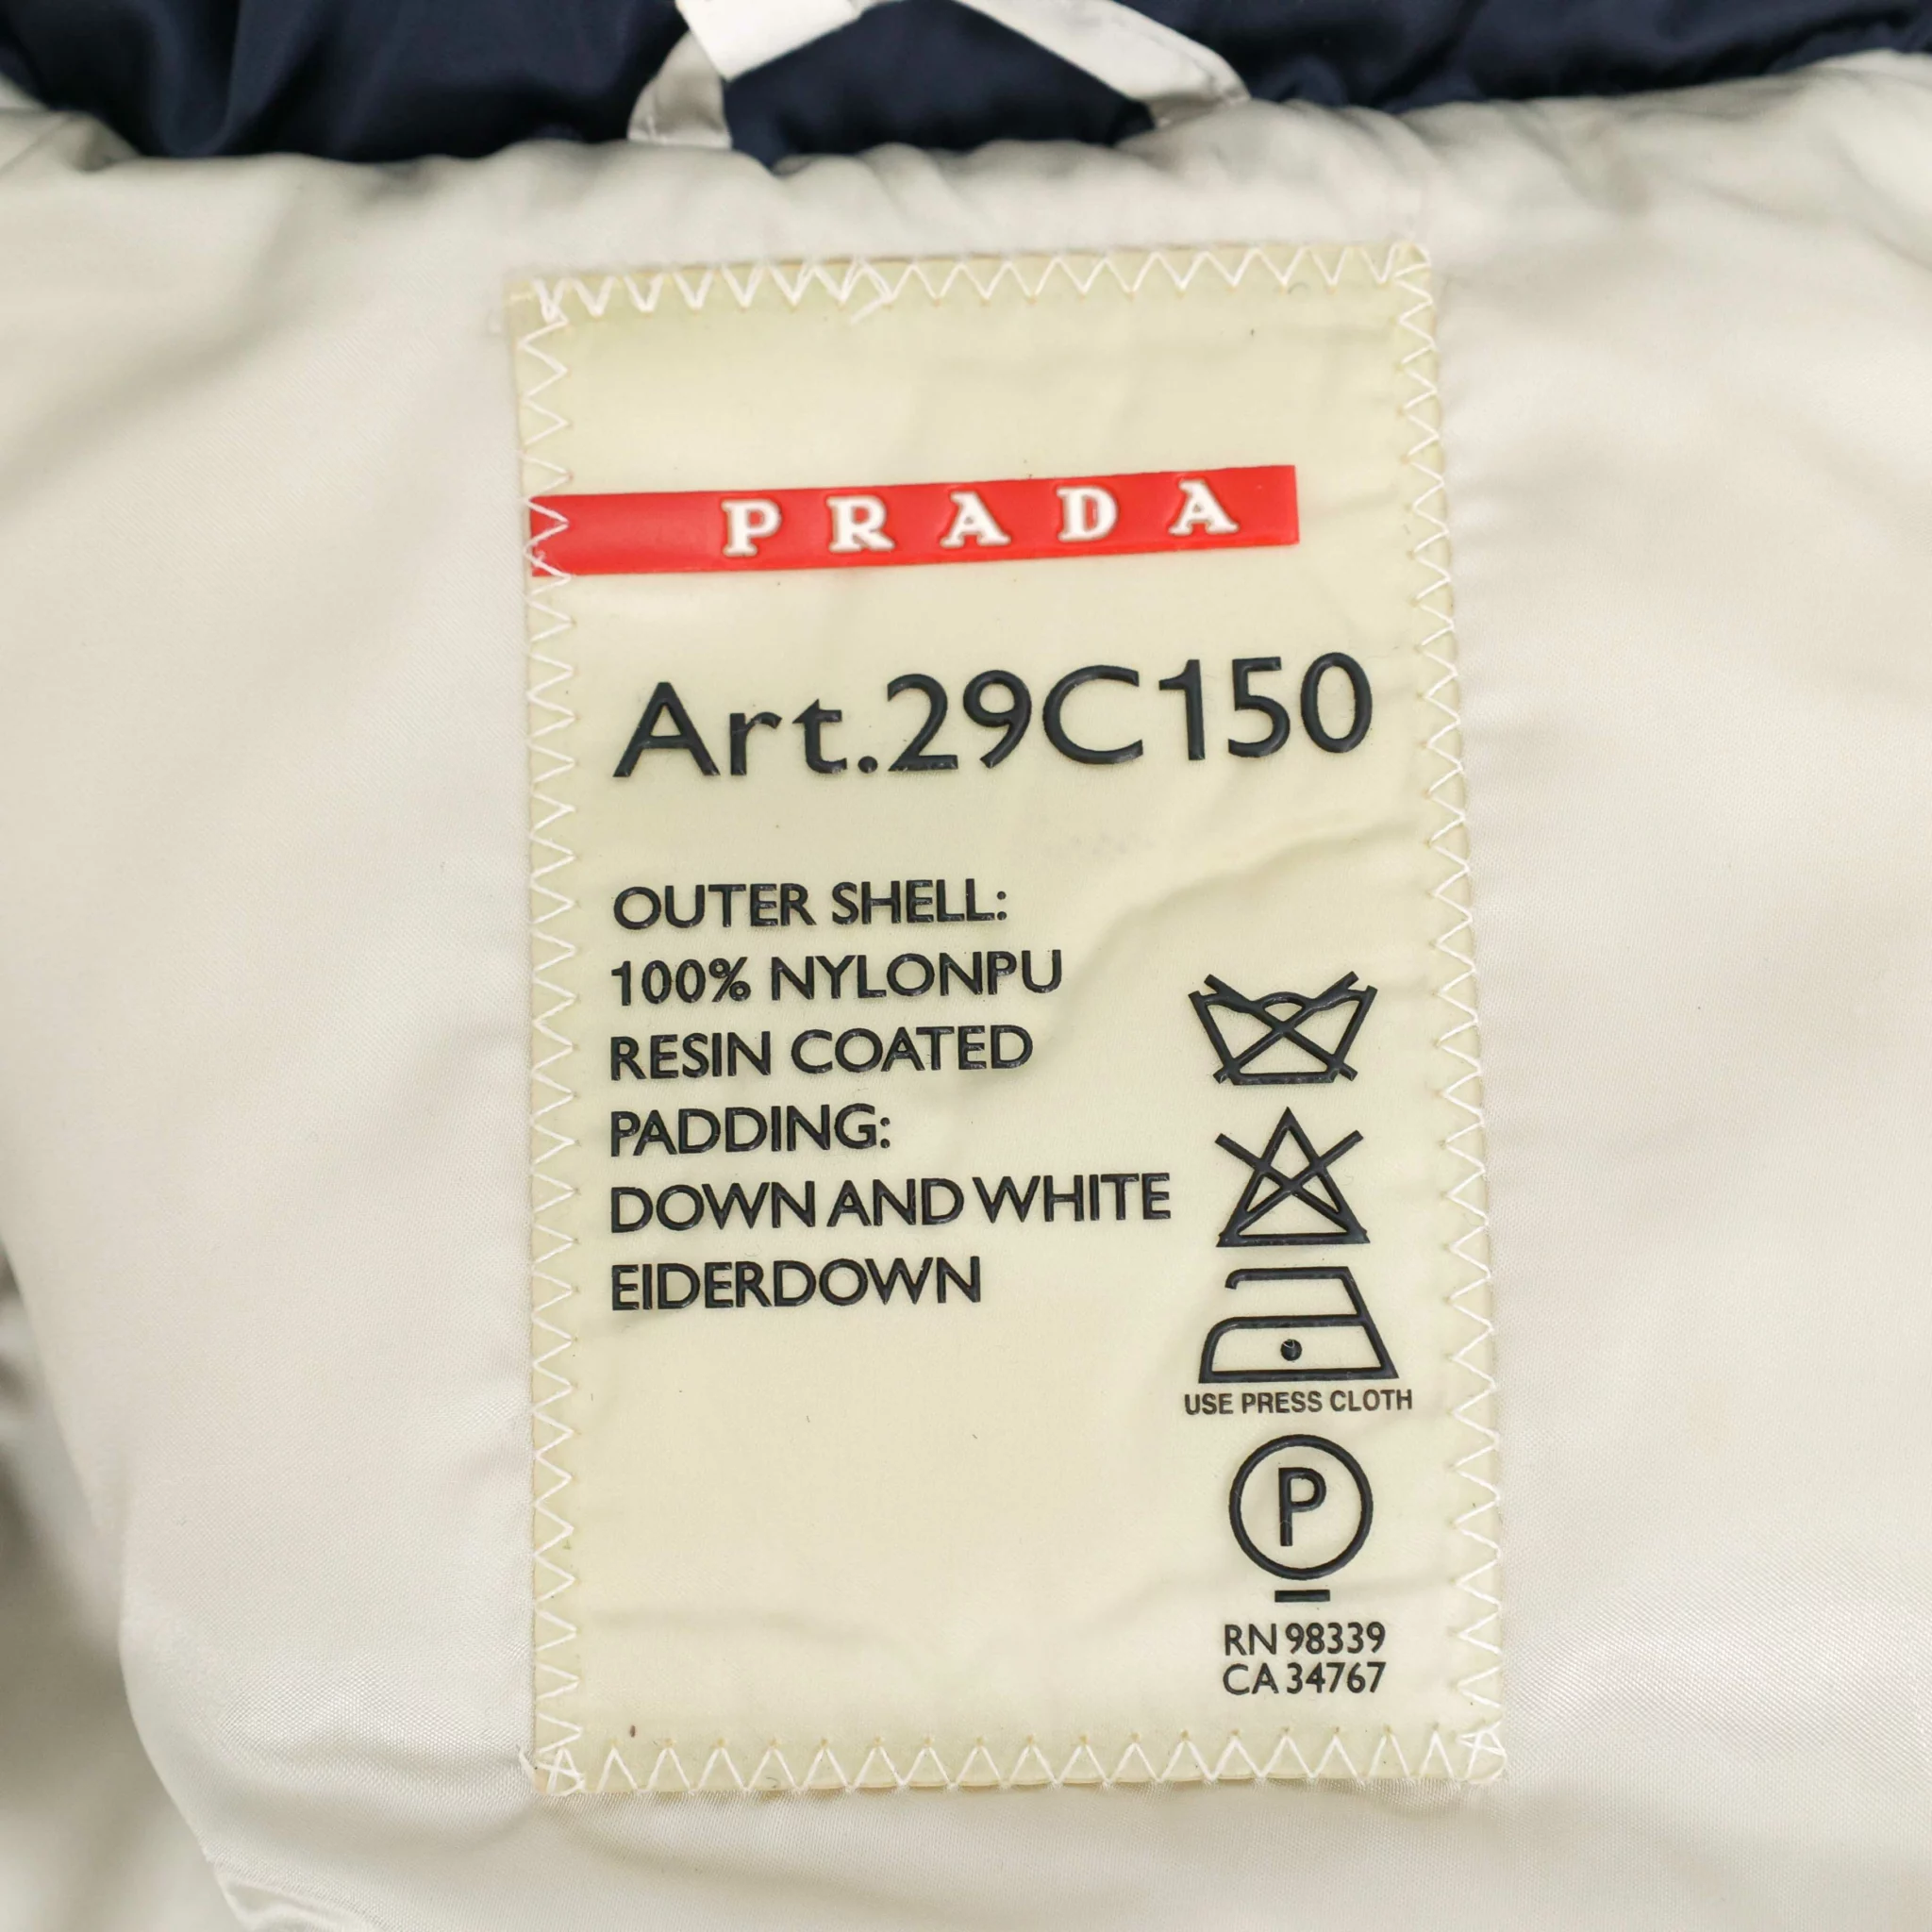 PRADA
Art.29C150
OUTER SHELL:
100% NYLONPU
RESIN COATED
PADDING:
DOWN AND WHITE
EIDERDOWN
USE PRESS CLOTH
P
RN 98339
CA 34767